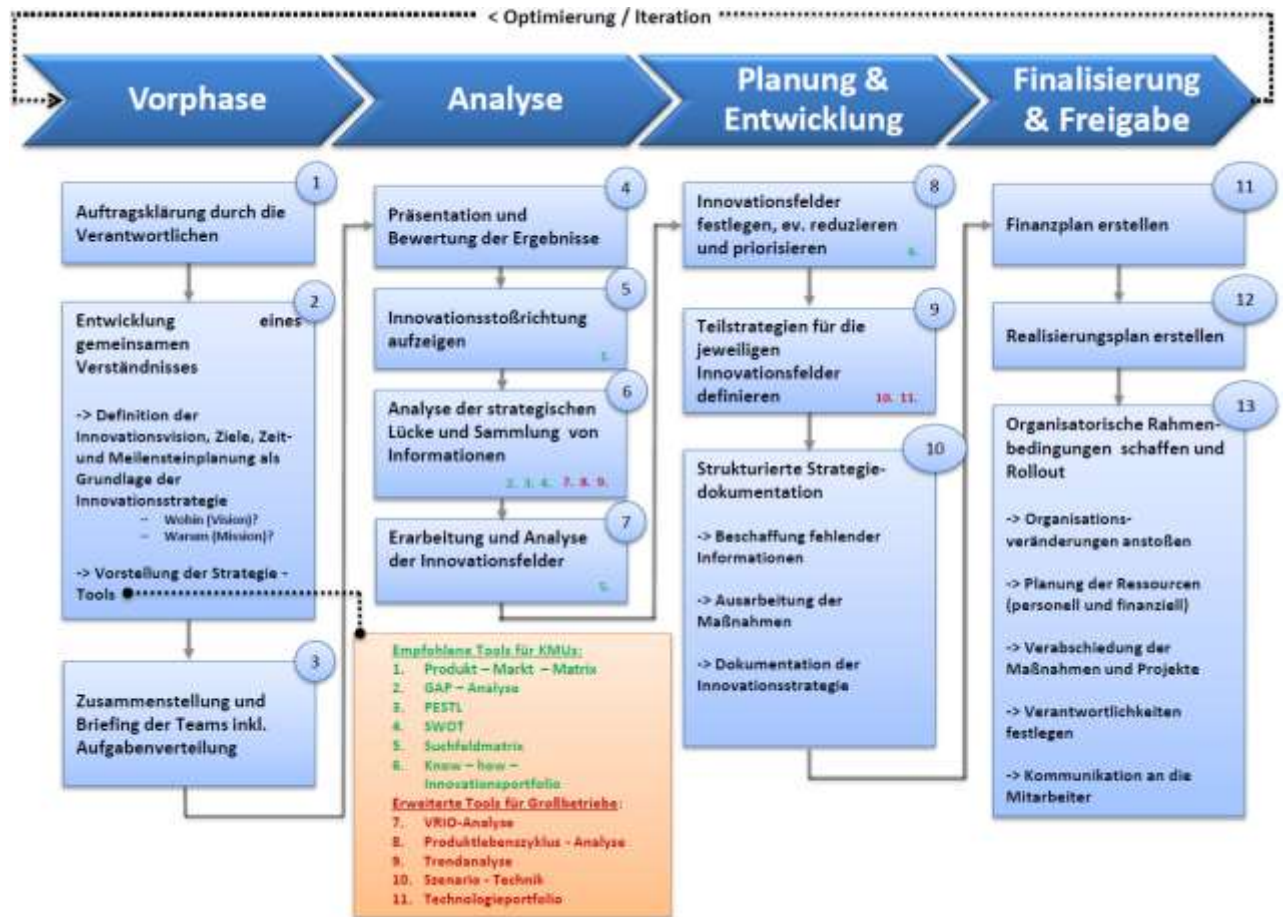 < Optimierung / Iteration
Vorphase
Analyse
Planung &
Entwicklung
Finalisierung
& Freigabe
1
Auftragsklärung durch die
Verantwortlichen
2
Entwicklung eines
gemeinsamen
Verständnisses
-> Definition der
Innovationsvision, Ziele, Zeit-
und Meilensteinplanung als
Grundlage der
Innovationsstrategie
– Wohin (Vision)?
– Warum (Mission)?
-> Vorstellung der Strategie -
Tools
3
Zusammenstellung und
Briefing der Teams inkl.
Aufgabenverteilung
4
Präsentation und
Bewertung der Ergebnisse
5
Innovationsstoßrichtung
aufzeigen
1.
6
Analyse der strategischen
Lücke und Sammlung von
Informationen
2. 3. 4. 7. 8. 9.
7
Erarbeitung und Analyse
der Innovationsfelder
5.
Empfohlene Tools für KMUs:
1. Produkt – Markt – Matrix
2. GAP – Analyse
3. PESTL
4. SWOT
5. Suchfeldmatrix
6. Know – how –
Innovationsportfolio
Erweiterte Tools für Großbetriebe:
7. VRIO-Analyse
8. Produktlebenszyklus - Analyse
9. Trendanalyse
10. Szenario - Technik
11. Technologieportfolio
8
Innovationsfelder
festlegen, ev. reduzieren
und priorisieren
6.
9
Teilstrategien für die
jeweiligen
Innovationsfelder
definieren
10. 11.
10
Strukturierte Strategie-
dokumentation
-> Beschaffung fehlender
Informationen
-> Ausarbeitung der
Maßnahmen
-> Dokumentation der
Innovationsstrategie
11
Finanzplan erstellen
12
Realisierungsplan erstellen
13
Organisatorische Rahmen-
bedingungen schaffen und
Rollout
-> Organisations-
veränderungen anstoßen
-> Planung der Ressourcen
(personell und finanziell)
-> Verabschiedung der
Maßnahmen und Projekte
-> Verantwortlichkeiten
festlegen
-> Kommunikation an die
Mitarbeiter